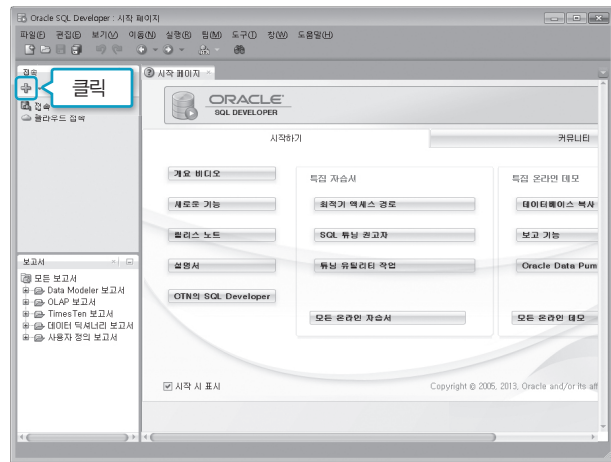 Oracle SQL Developer : 시작 페이지
파일(F) 편집(E) 보기(V) 이동(N) 실행(R) 팀(M) 도구(T) 창(W) 도움말(H)
접속
시작 페이지
클릭
접속
클라우드 접속
ORACLE
SQL DEVELOPER
시작하기
커뮤니티
개요 비디오
특집 자습서
특집 온라인 데모
새로운 기능
최적기 액세스 경로
데이터베이스 복사
릴리스 노트
SQL 튜닝 권고자
보고 기능
설명서
튜닝 유틸리티 작업
Oracle Data Pum
OTN의 SQL Developer
모든 온라인 자습서
모든 온라인 데모
보고서
모든 보고서
Data Modeler 보고서
OLAP 보고서
TimesTen 보고서
데이터 딕셔너리 보고서
사용자 정의 보고서
시작 시 표시
Copyright © 2005, 2013, Oracle and/or its aff